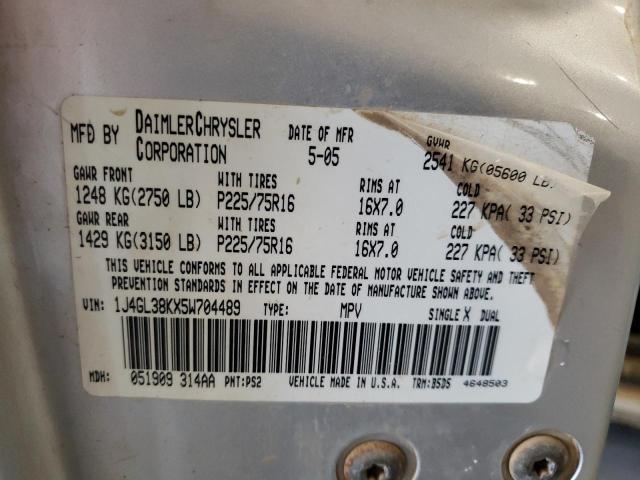 MFD BY DAIMLERCHRYSLER CORPORATION DATE OF MFR 5-05 GVWR 2541 KG(05600 LB
GAWR FRONT WITH TIRES RIMS AT COLD
1248 KG(2750 LB) P225/75R16 16X7.0 227 KPA( 33 PSI)
GAWR REAR WITH TIRES RIMS AT COLD
1429 KG(3150 LB) P225/75R16 16X7.0 227 KPA( 33 PSI)
THIS VEHICLE CONFORMS TO ALL APPLICABLE FEDERAL MOTOR VEHICLE SAFETY AND THEFT
PREVENTION STANDARDS IN EFFECT ON THE DATE OF MANUFACTURE SHOWN ABOVE.
VIN: 1J4GL38KX5W704489 TYPE: MPV SINGLE X DUAL
MDH: 051909 314AA PNT:PS2 VEHICLE MADE IN U.S.A. TRM:B5DS 4648503